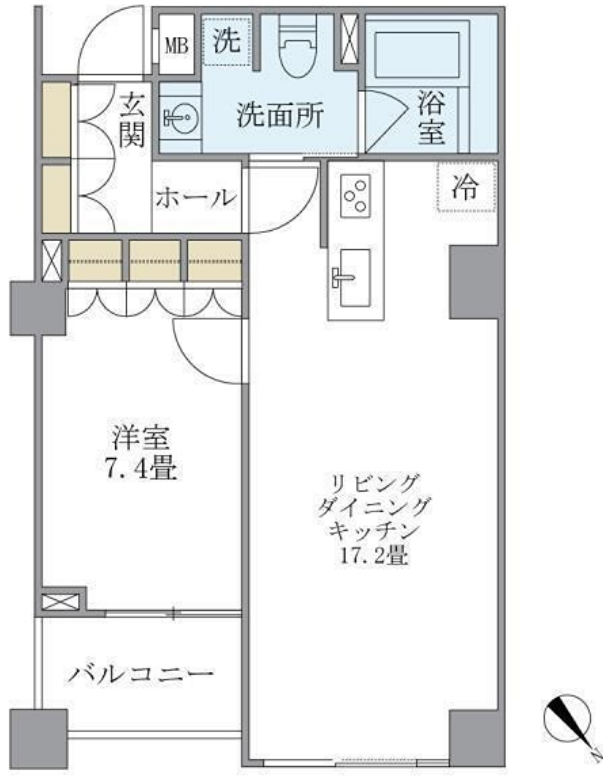 MB
洗
玄関
洗面所
浴室
ホール
冷
洋室
7.4畳
リビング
ダイニング
キッチン
17.2畳
バルコニー
N